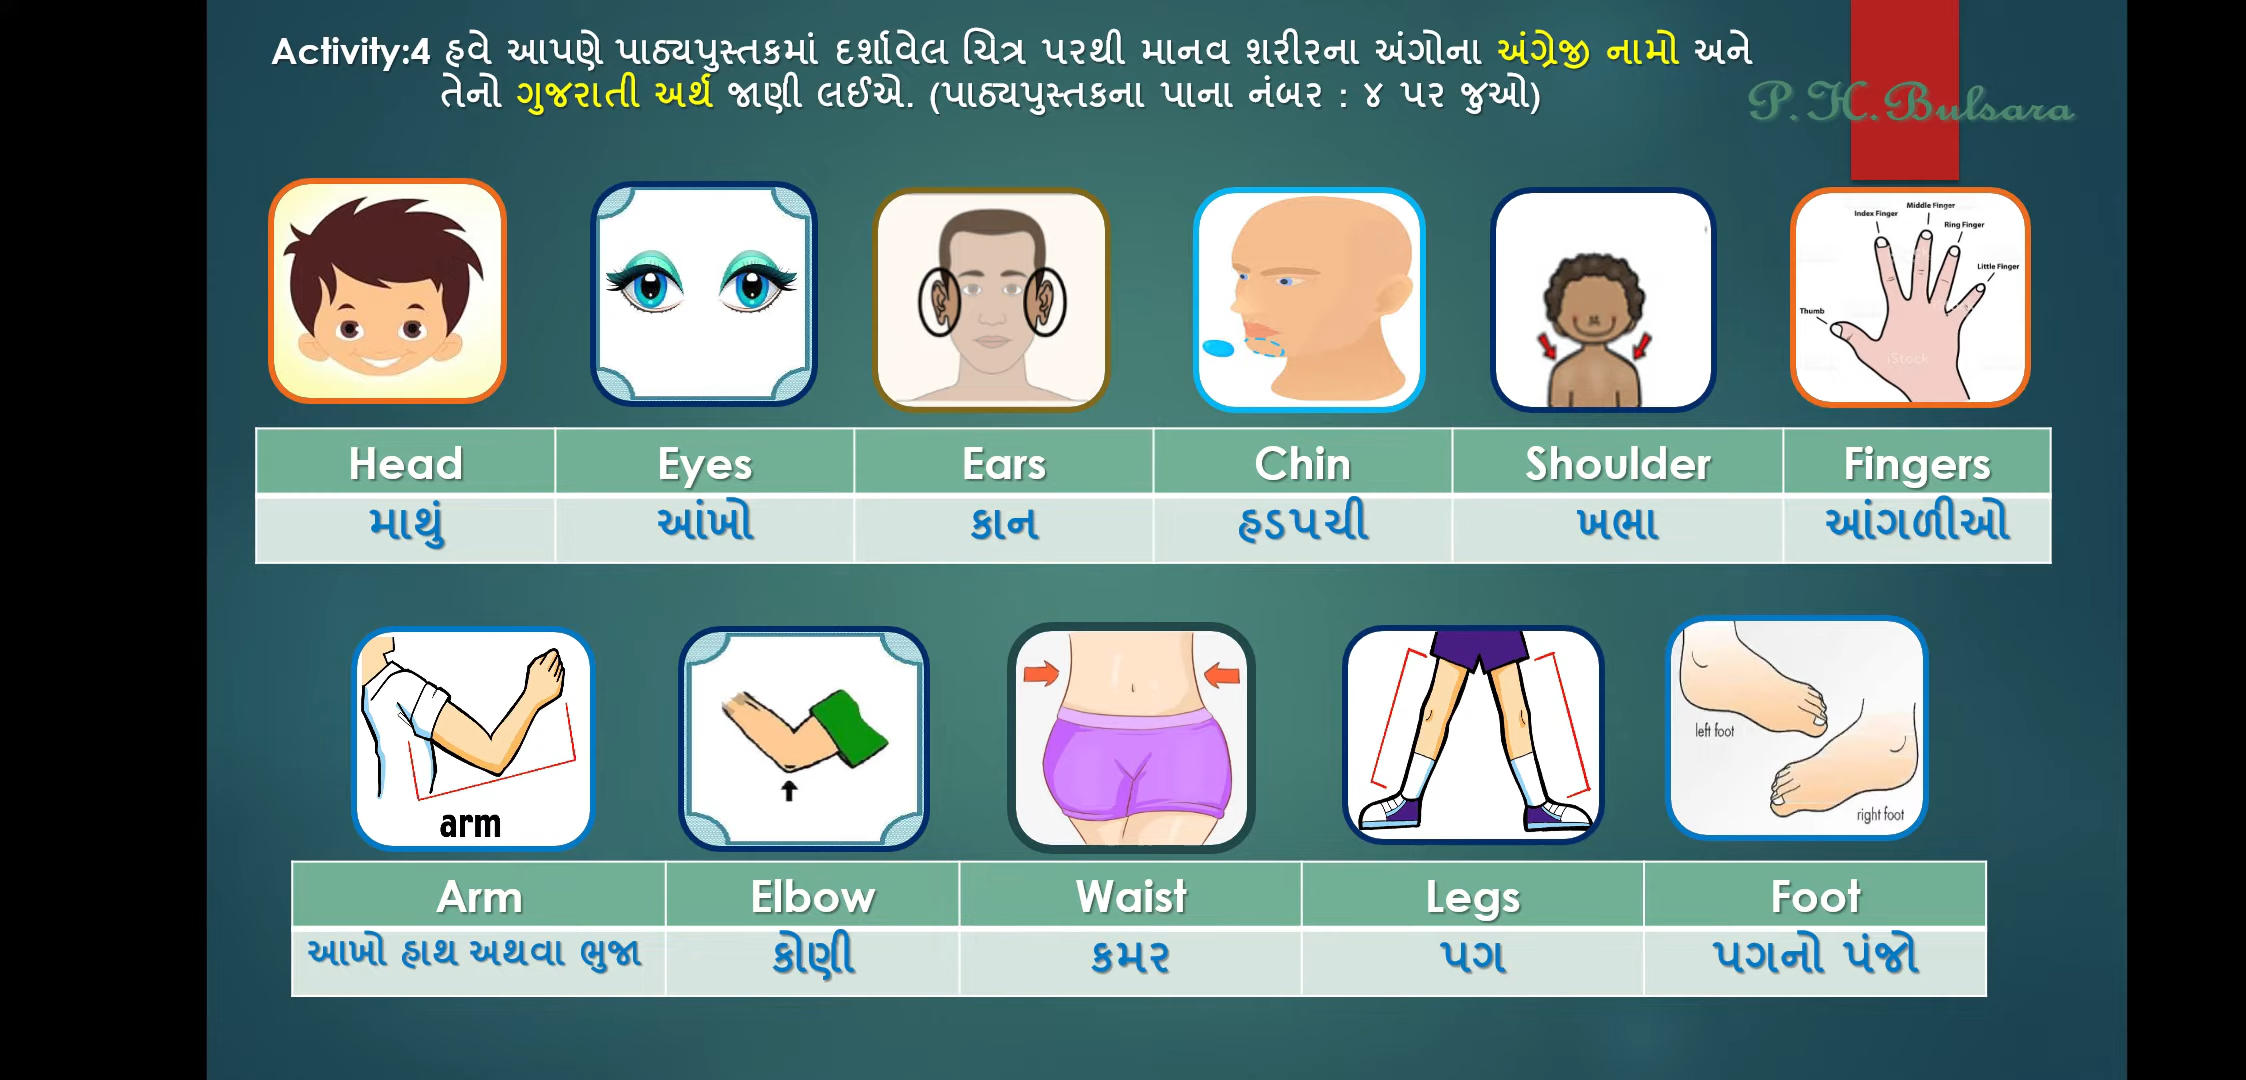 Activity:4 હવે આપણે પાઠ્યપુસ્તકમાં દર્શાવેલ ચિત્ર પરથી માનવ શરીરના અંગોના અંગ્રેજી નામો અને
તેનો ગુજરાતી અર્થ જાણી લઈએ. (પાઠ્યપુસ્તકના પાના નંબર : ૪ પર જુઓ)
P.H.Bulsara
Middle Finger
Index Finger
Ring Finger
Little Finger
Thumb
iStock
Head Eyes Ears Chin Shoulder Fingers
માથું આંખો કાન હડપચી ખભા આંગળીઓ
left foot
right foot
arm
Arm Elbow Waist Legs Foot
આખો હાથ અથવા ભુજા કોણી કમર પગ પગનો પંજો